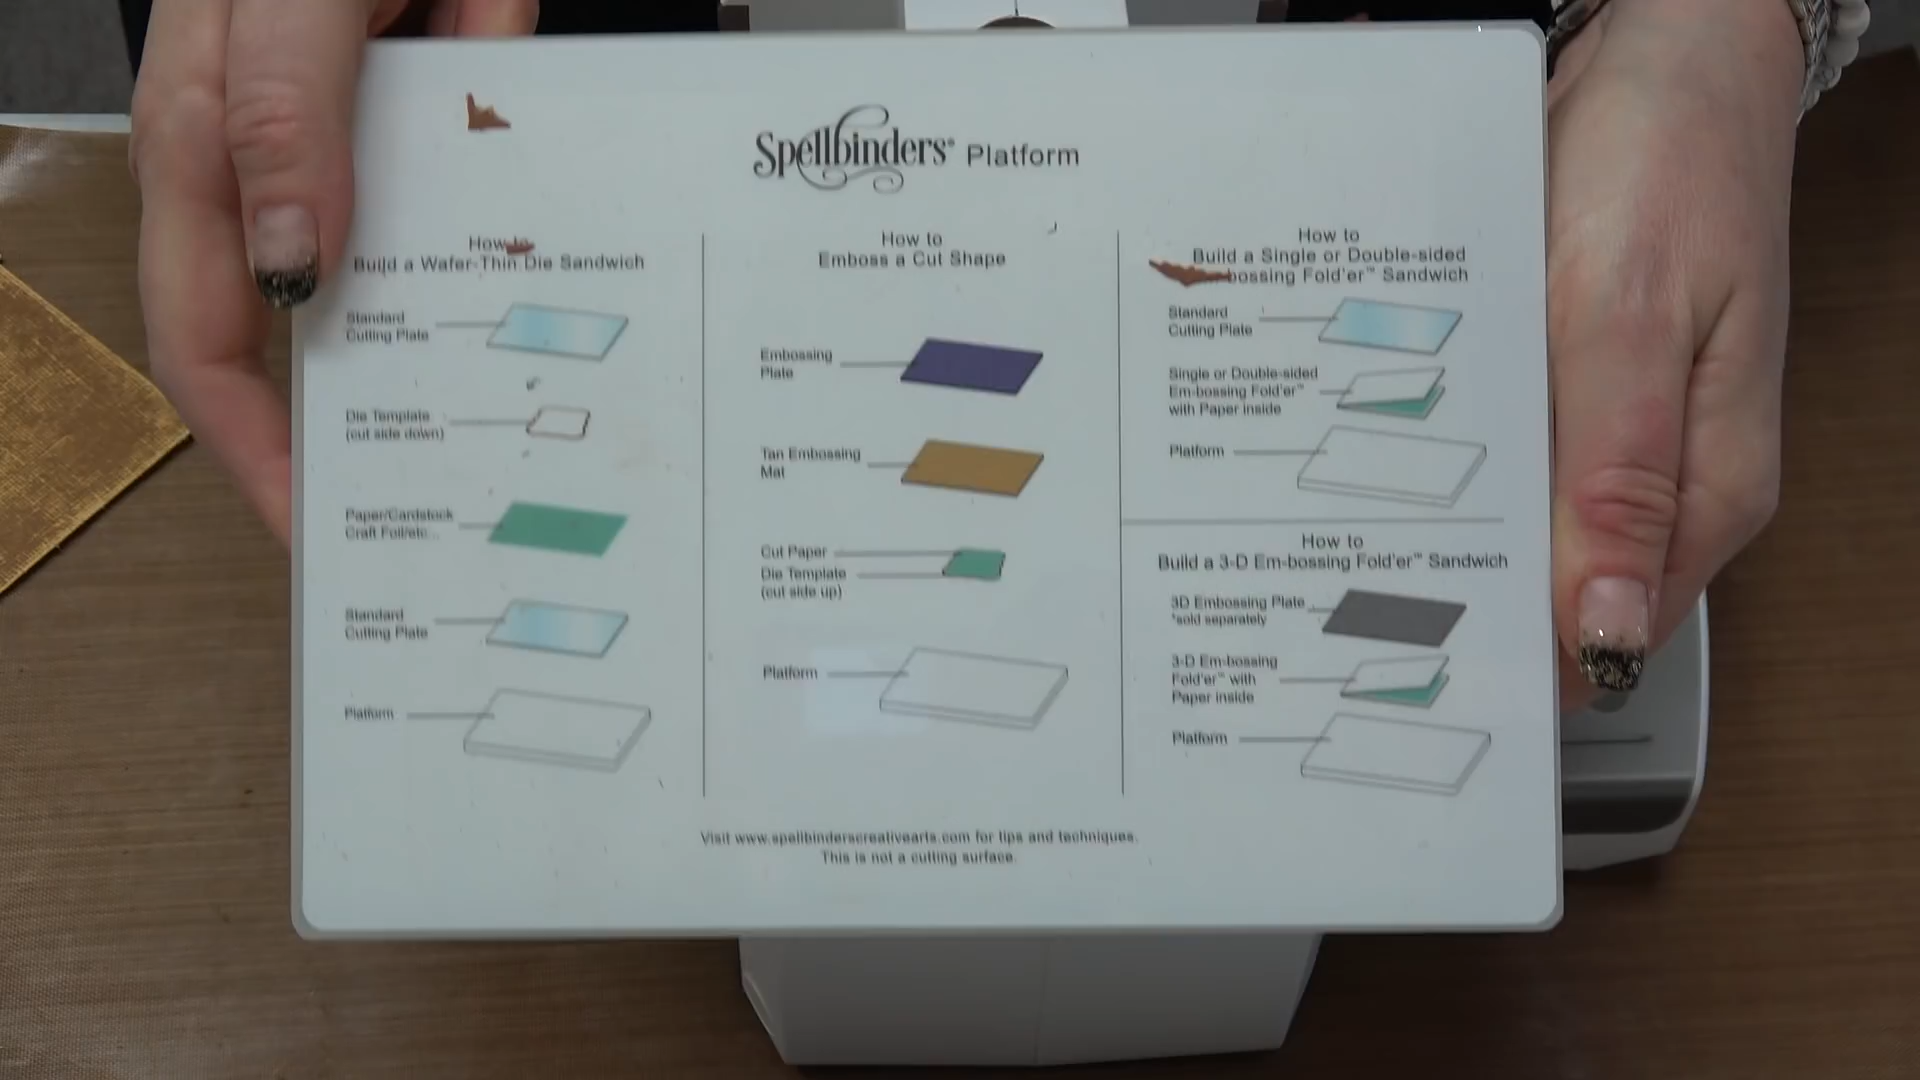 Spellbinders® Platform
How to
Build a Wafer-Thin Die Sandwich
Standard
Cutting Plate
Die Template
(cut side down)
Paper/Cardstock
Craft Foil/etc...
Standard
Cutting Plate
Platform
How to
Emboss a Cut Shape
Embossing
Plate
Tan Embossing
Mat
Cut Paper
Die Template
(cut side up)
Platform
How to
Build a Single or Double-sided
bossing Fold'er™ Sandwich
Standard
Cutting Plate
Single or Double-sided
Em-bossing Fold'er™
with Paper inside
Platform
How to
Build a 3-D Em-bossing Fold'er™ Sandwich
3D Embossing Plate
*sold separately
3-D Em-bossing
Fold'er™ with
Paper inside
Platform
Visit www.spellbinderscreativearts.com for tips and techniques.
This is not a cutting surface.